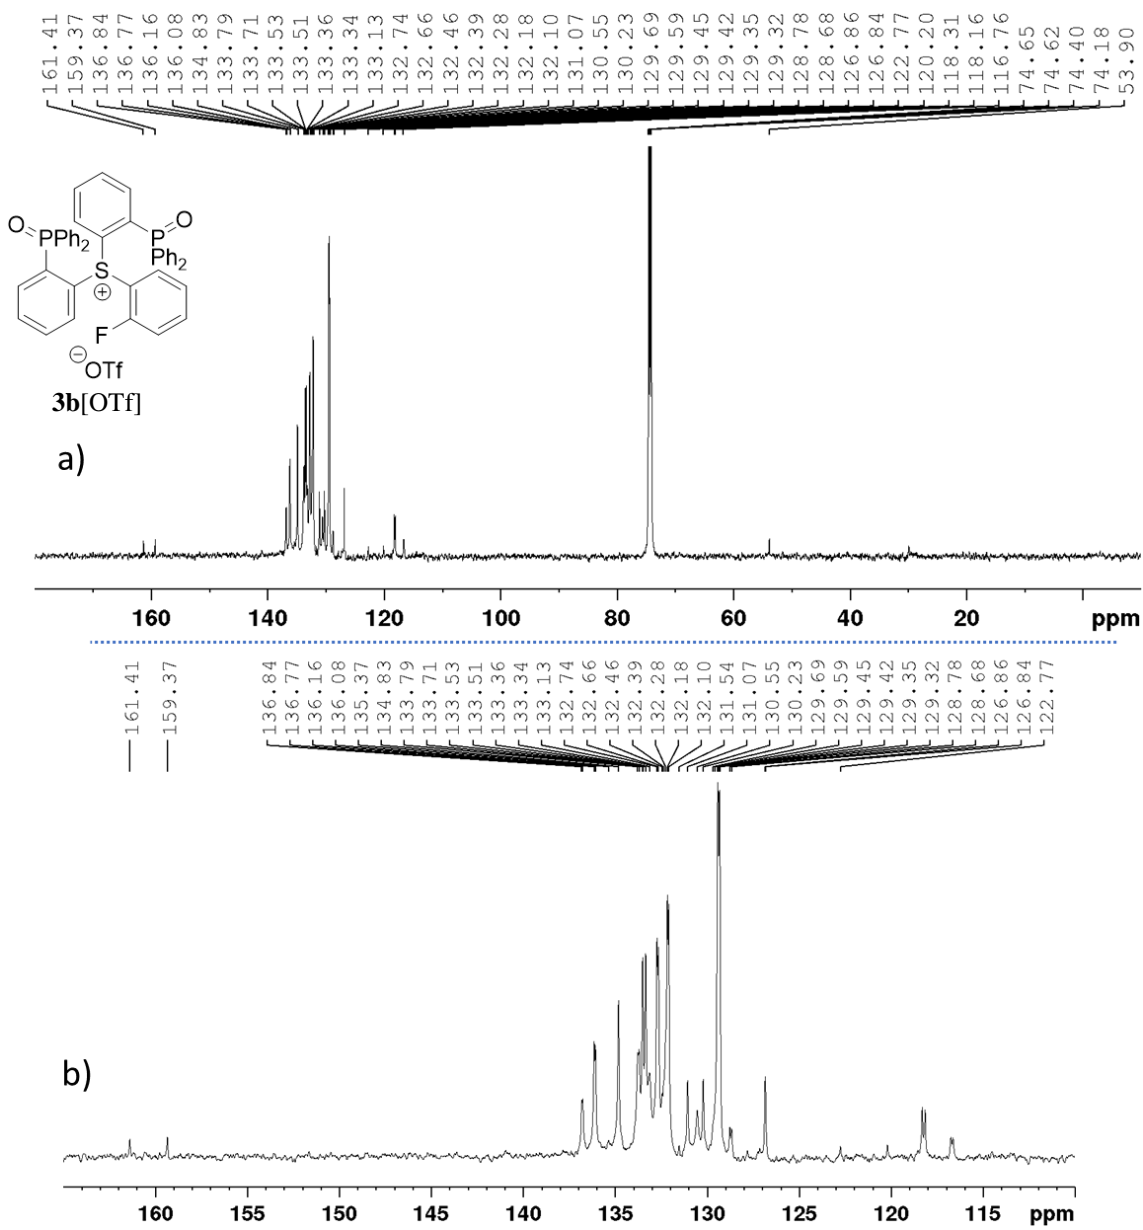 161.41 159.37 136.84 136.77 136.16 136.08 134.83 133.79 133.71 133.53 133.51 133.36 133.34 133.13 132.74 132.66 132.46 132.39 132.28 132.18 132.10 131.07 130.55 130.23 129.69 129.59 129.45 129.42 129.35 129.32 128.78 128.68 126.86 126.84 122.77 120.20 118.31 118.16 116.76 74.65 74.62 74.40 74.18 53.90
O
PPh2
O
P
Ph2
S
⊕
F
⊖
OTf
3b[OTf]
a)
160 140 120 100 80 60 40 20 ppm
161.41 159.37 136.84 136.77 136.16 136.08 135.37 134.83 133.79 133.71 133.53 133.51 133.36 133.34 133.13 132.74 132.66 132.46 132.39 132.28 132.18 132.10 131.54 131.07 130.55 130.23 129.69 129.59 129.45 129.42 129.35 129.32 128.78 128.68 126.86 126.84 122.77
b)
160 155 150 145 140 135 130 125 120 115 ppm